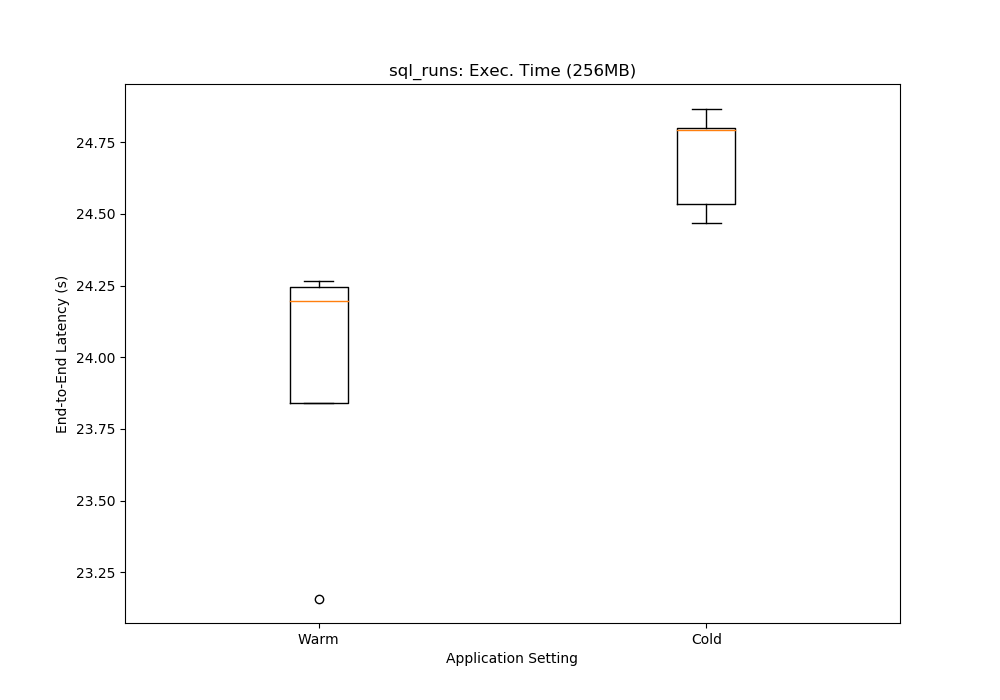 sql_runs: Exec. Time (256MB)
End-to-End Latency (s)
24.75
24.50
24.25
24.00
23.75
23.50
23.25
Warm
Cold
Application Setting